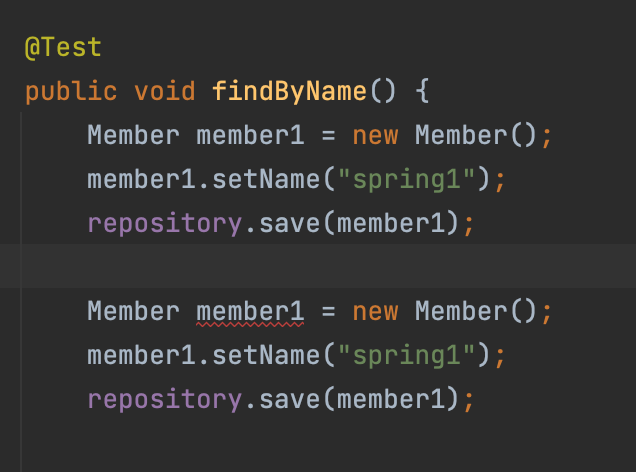 @Test
public void findByName() {
Member member1 = new Member();
member1.setName("spring1");
repository.save(member1);
Member member1 = new Member();
member1.setName("spring1");
repository.save(member1);